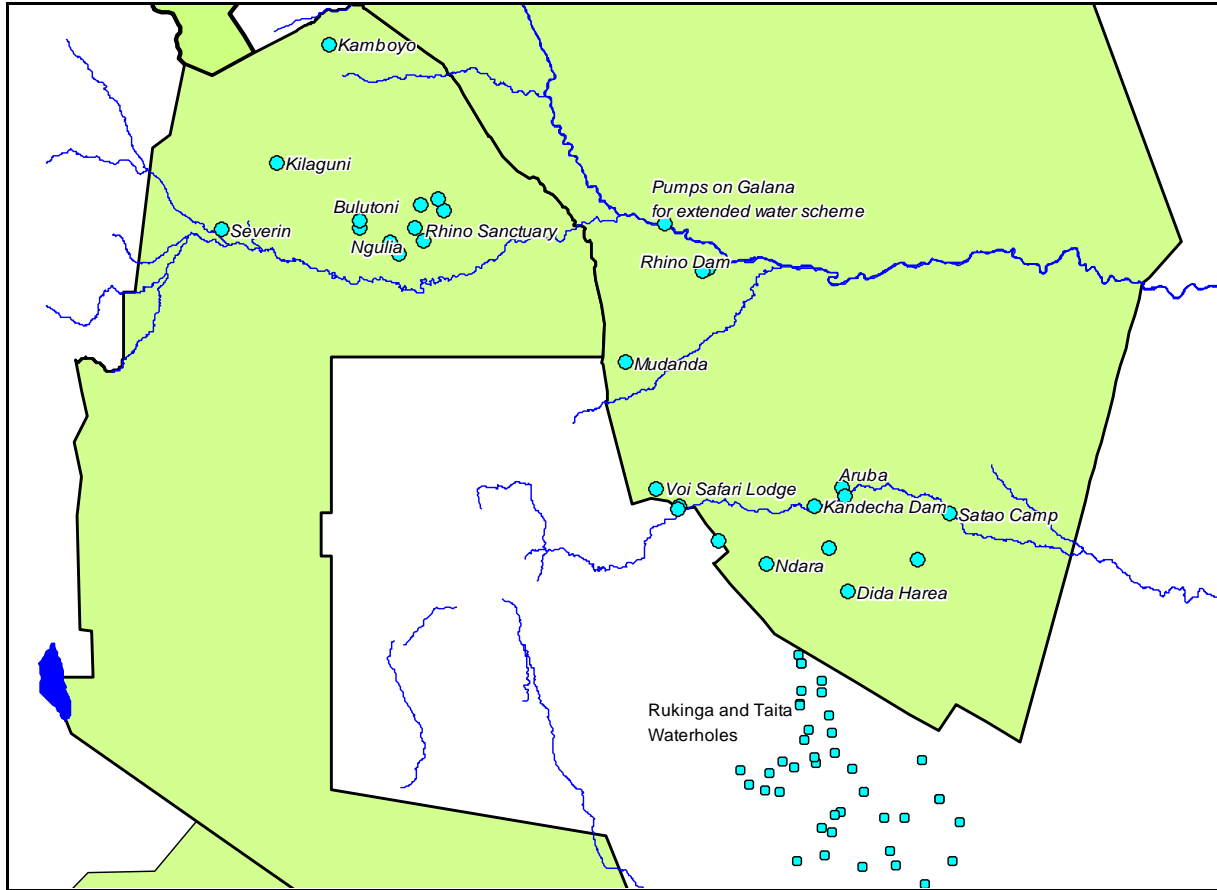 Kamboyo
Kilaguni
Pumps on Galana
for extended water scheme
Bulutoni
Severin
Rhino Sanctuary
Ngulia
Rhino Dam
Mudanda
Aruba
Voi Safari Lodge
Kandecha Dam
Satao Camp
Ndara
Dida Harea
Rukinga and Taita
Waterholes